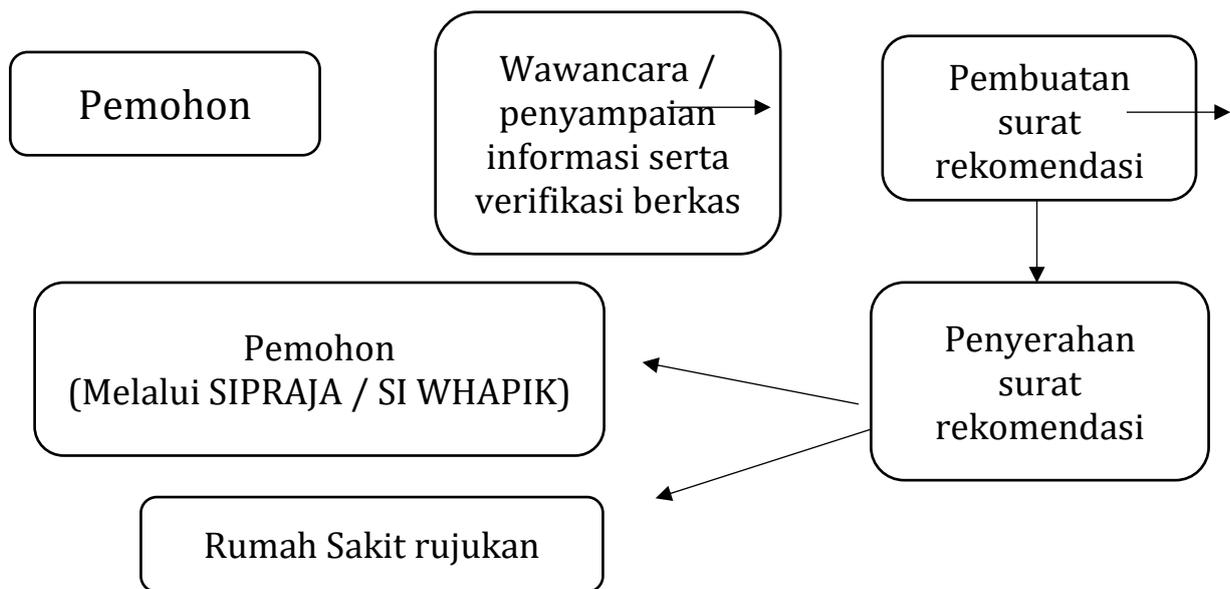 Pemohon
Wawancara /
penyampaian
informasi serta
verifikasi berkas
Pembuatan
surat
rekomendasi
Pemohon
(Melalui SIPRAJA / SI WHAPIK)
Penyerahan
surat
rekomendasi
Rumah Sakit rujukan